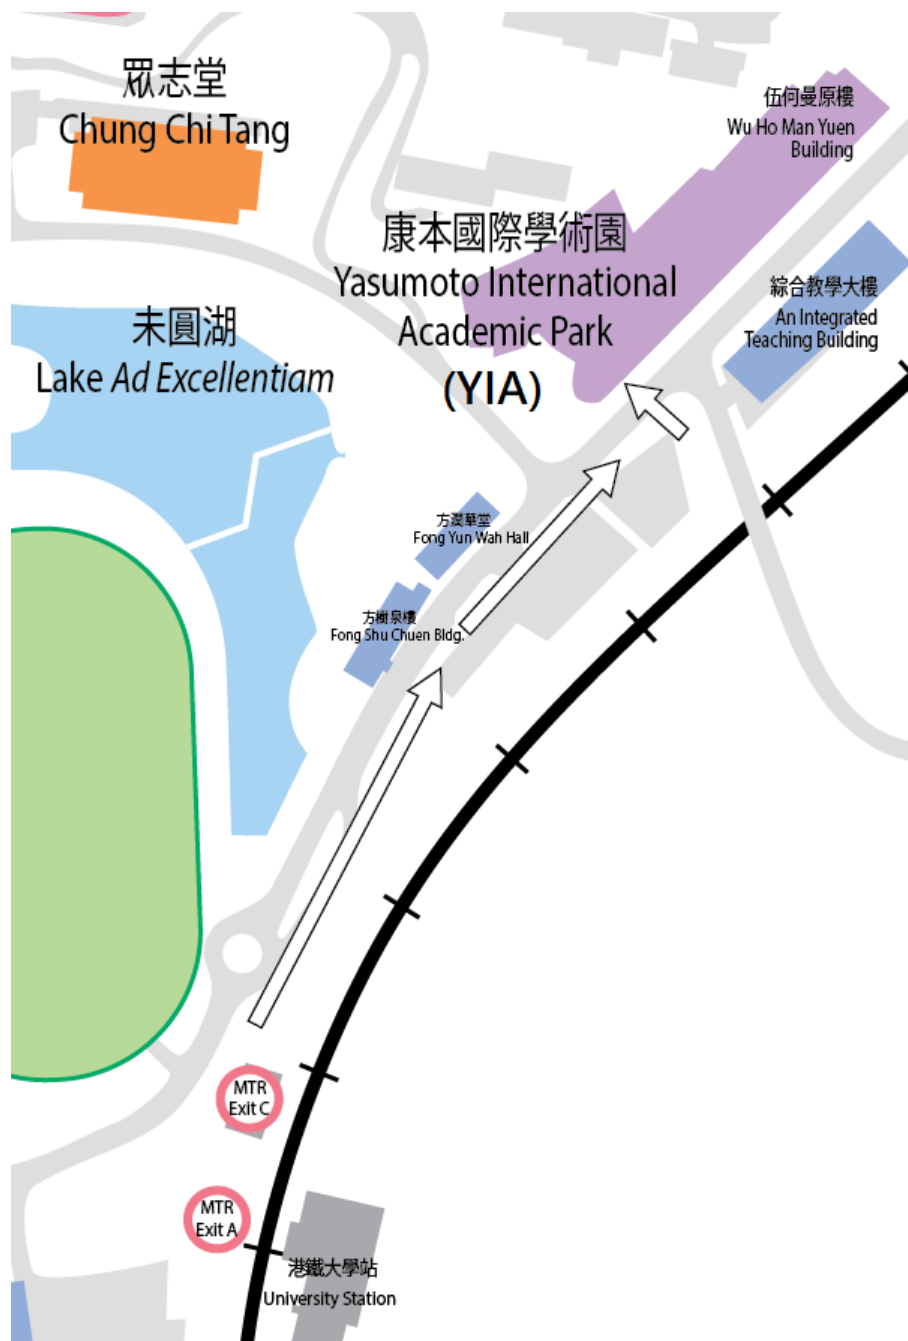 眾志堂
Chung Chi Tang
伍何曼原樓
Wu Ho Man Yuen
Building
康本國際學術園
Yasumoto International
Academic Park
(YIA)
綜合教學大樓
An Integrated
Teaching Building
未圓湖
Lake Ad Excellentiam
方潤華堂
Fong Yun Wah Hall
方樹泉樓
Fong Shu Chuen Bldg.
MTR
Exit C
MTR
Exit A
港鐵大學站
University Station